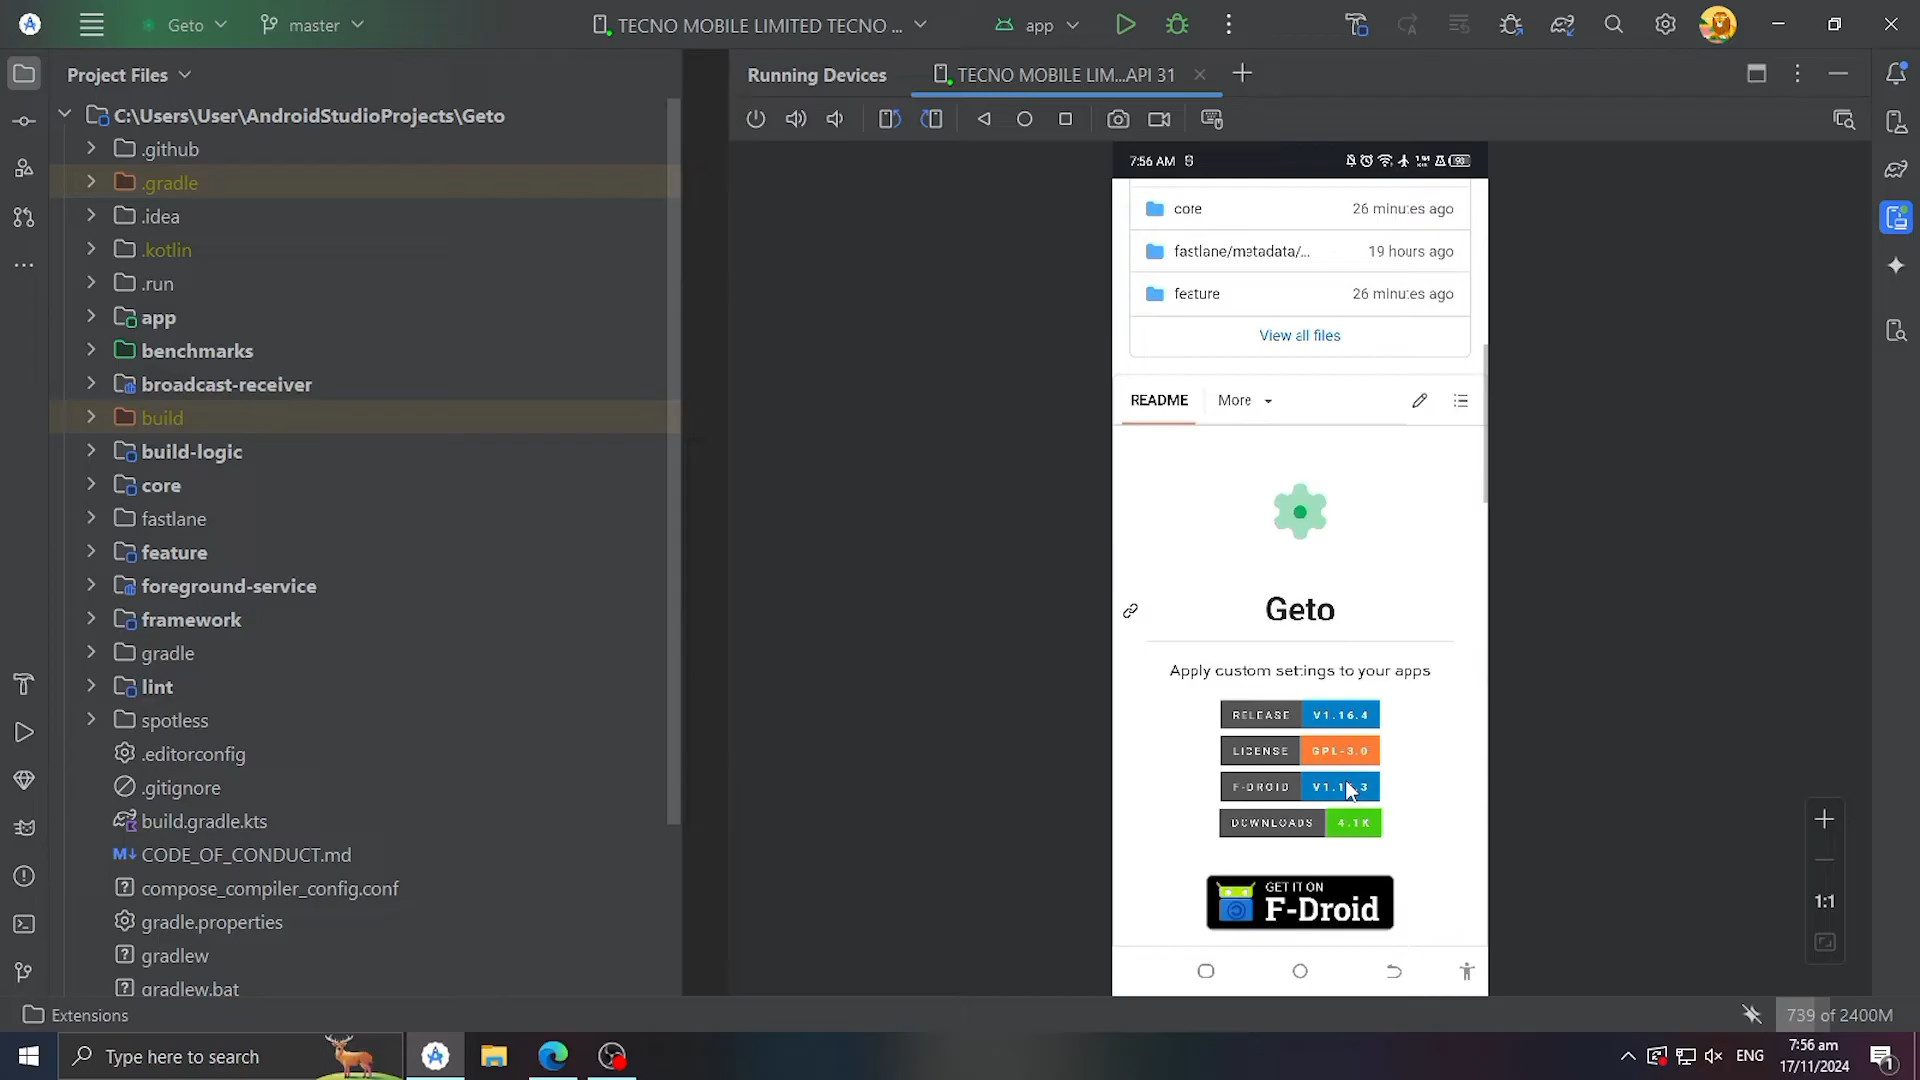 Geto
master
TECNO MOBILE LIMITED TECNO ...
app
Project Files
C:\Users\User\AndroidStudioProjects\Geto
.github
.gradle
.idea
.kotlin
.run
app
benchmarks
broadcast-receiver
build
build-logic
core
fastlane
feature
foreground-service
framework
gradle
lint
spotless
.editorconfig
.gitignore
build.gradle.kts
M↓ CODE_OF_CONDUCT.md
compose_compiler_config.conf
gradle.properties
gradlew
gradlew.bat
Running Devices
TECNO MOBILE LIM...API 31
7:56 AM
93
core 26 minutes ago
fastlane/metadata/... 19 hours ago
feature 26 minutes ago
View all files
README More
Geto
Apply custom settings to your apps
RELEASE V1.16.4
LICENSE GPL-3.0
F-DROID
DOWNLOADS 4.1K
GET IT ON
F-Droid
1:1
Extensions
739 of 2400M
Type here to search
ENG
7:56 am
17/11/2024
1